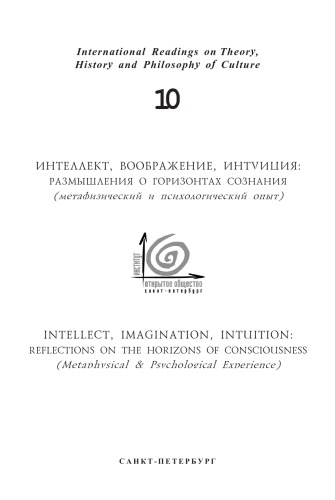 International Readings on Theory,
History and Philosophy of Culture
10
ИНТЕЛЛЕКТ, ВООБРАЖЕНИЕ, ИНТУИЦИЯ:
РАЗМЫШЛЕНИЯ О ГОРИЗОНТАХ СОЗНАНИЯ
(метафизический и психологический опыт)
ИНСТИТУТ
открытое общество
санкт-петербург
INTELLECT, IMAGINATION, INTUITION:
REFLECTIONS ON THE HORIZONS OF CONSCIOUSNESS
(Metaphysical & Psychological Experience)
САНКТ-ПЕТЕРБУРГ